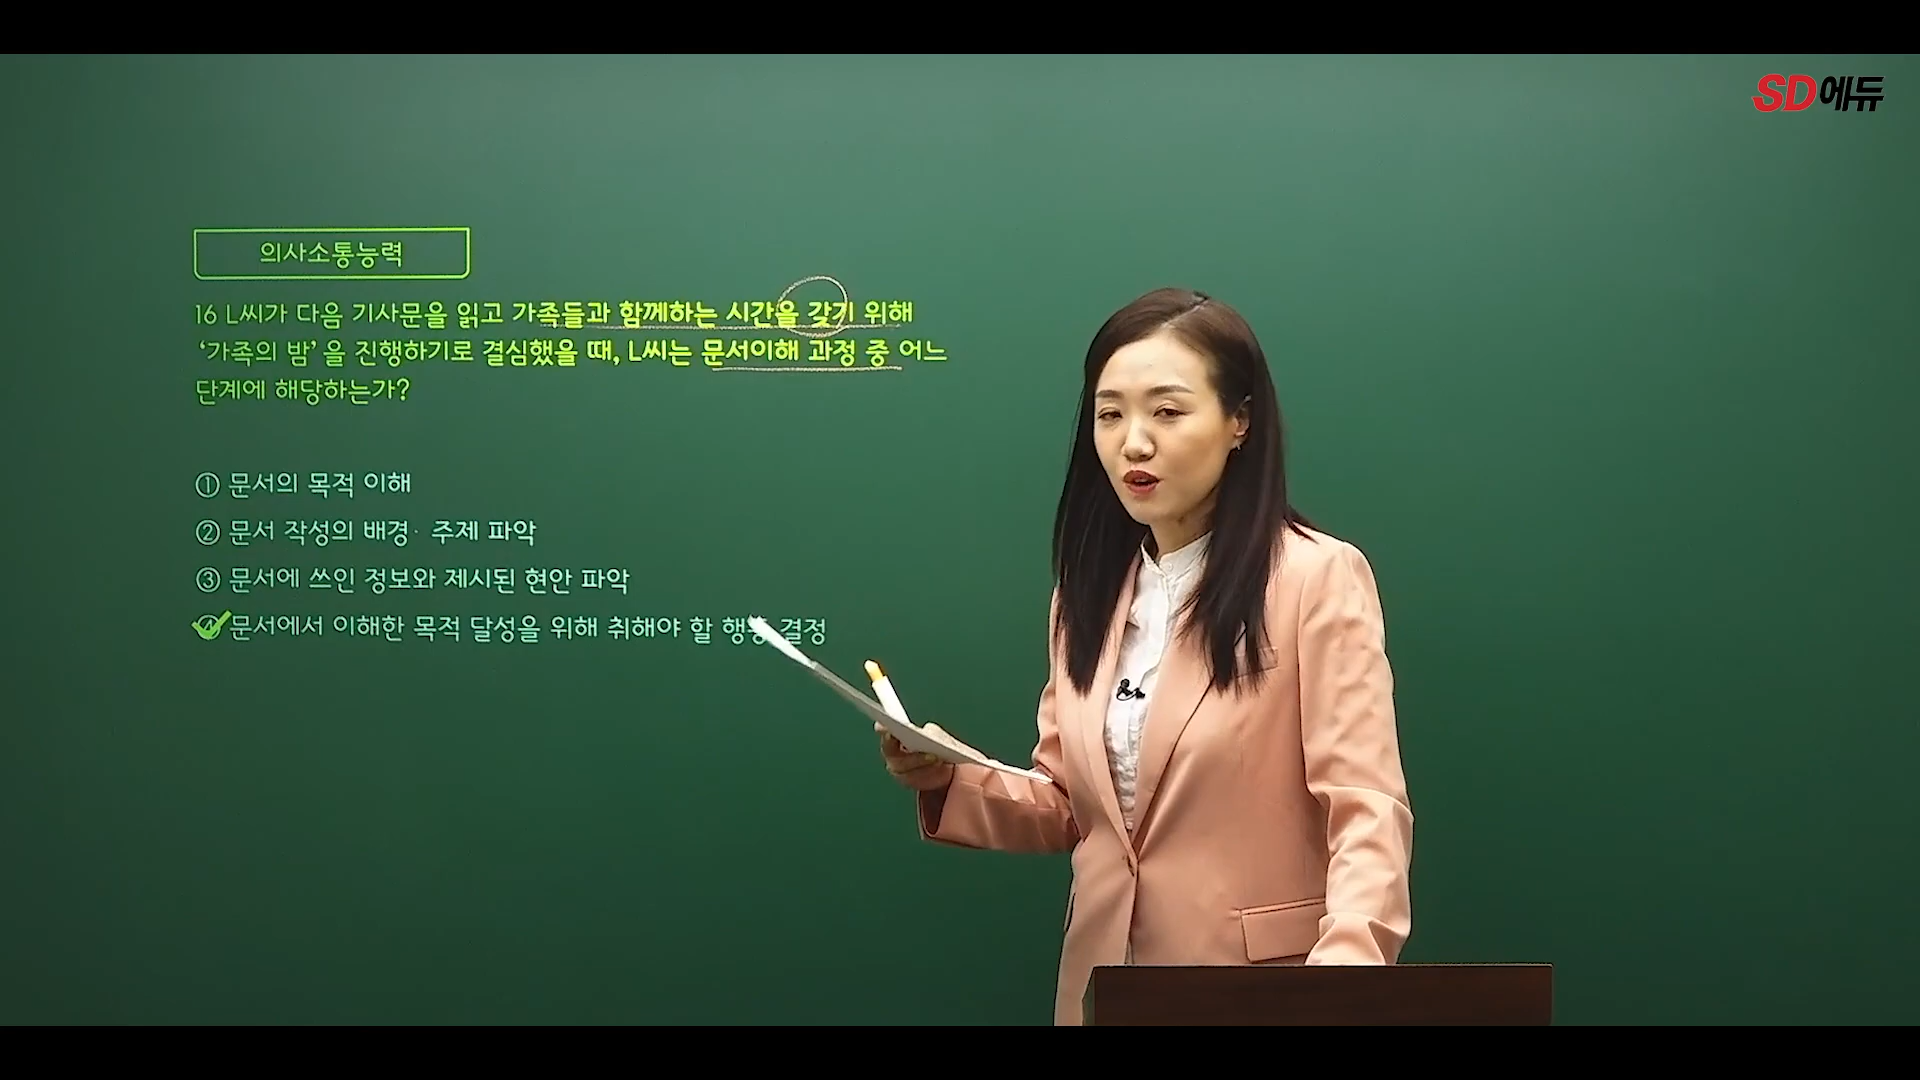 SD에듀
의사소통능력
16 L씨가 다음 기사문을 읽고 가족들과 함께하는 시간을 갖기 위해
‘가족의 밤’을 진행하기로 결심했을 때, L씨는 문서이해 과정 중 어느
단계에 해당하는가?
① 문서의 목적 이해
② 문서 작성의 배경· 주제 파악
③ 문서에 쓰인 정보와 제시된 현안 파악
④ 문서에서 이해한 목적 달성을 위해 취해야 할 행동 결정